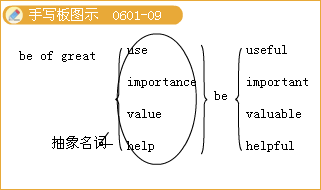 手写板图示 0601-09
use useful
be of great
importance important
be
value valuable
抽象名词 help helpful